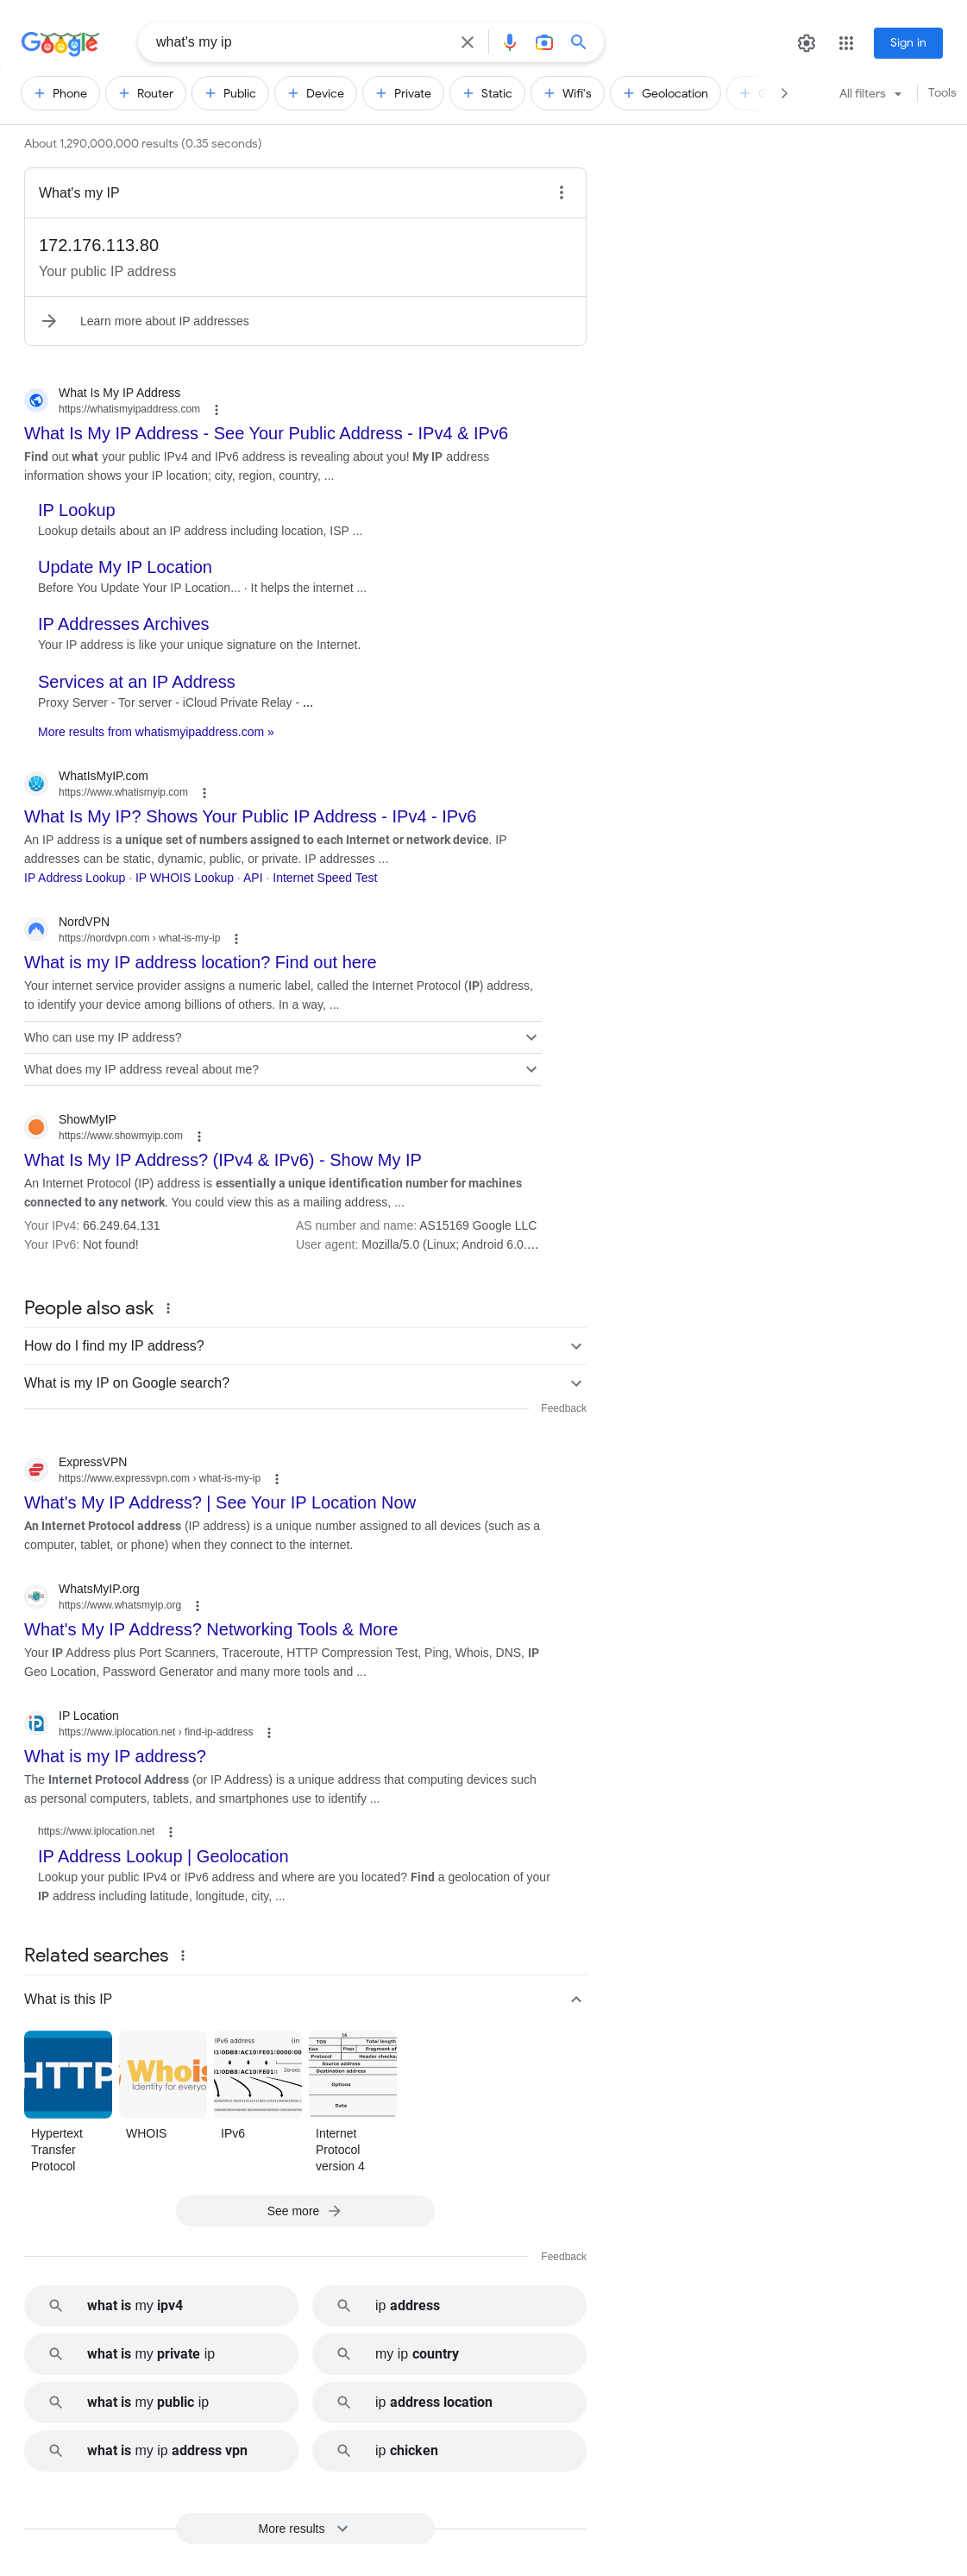 Google
what's my ip
Sign in
Phone
Router
Public
Device
Private
Static
Wifi's
Geolocation
All filters
Tools
About 1,290,000,000 results (0.35 seconds)
What's my IP
172.176.113.80
Your public IP address
Learn more about IP addresses
What Is My IP Address
https://whatismyipaddress.com
What Is My IP Address - See Your Public Address - IPv4 & IPv6
Find out what your public IPv4 and IPv6 address is revealing about you! My IP address
information shows your IP location; city, region, country, ...
IP Lookup
Lookup details about an IP address including location, ISP ...
Update My IP Location
Before You Update Your IP Location... · It helps the internet ...
IP Addresses Archives
Your IP address is like your unique signature on the Internet.
Services at an IP Address
Proxy Server - Tor server - iCloud Private Relay - ...
More results from whatismyipaddress.com »
WhatIsMyIP.com
https://www.whatismyip.com
What Is My IP? Shows Your Public IP Address - IPv4 - IPv6
An IP address is a unique set of numbers assigned to each Internet or network device. IP
addresses can be static, dynamic, public, or private. IP addresses ...
IP Address Lookup · IP WHOIS Lookup · API · Internet Speed Test
NordVPN
https://nordvpn.com › what-is-my-ip
What is my IP address location? Find out here
Your internet service provider assigns a numeric label, called the Internet Protocol (IP) address,
to identify your device among billions of others. In a way, ...
Who can use my IP address?
What does my IP address reveal about me?
ShowMyIP
https://www.showmyip.com
What Is My IP Address? (IPv4 & IPv6) - Show My IP
An Internet Protocol (IP) address is essentially a unique identification number for machines
connected to any network. You could view this as a mailing address, ...
Your IPv4: 66.249.64.131 AS number and name: AS15169 Google LLC
Your IPv6: Not found! User agent: Mozilla/5.0 (Linux; Android 6.0....
People also ask
How do I find my IP address?
What is my IP on Google search?
Feedback
ExpressVPN
https://www.expressvpn.com › what-is-my-ip
What's My IP Address? | See Your IP Location Now
An Internet Protocol address (IP address) is a unique number assigned to all devices (such as a
computer, tablet, or phone) when they connect to the internet.
WhatsMyIP.org
https://www.whatsmyip.org
What's My IP Address? Networking Tools & More
Your IP Address plus Port Scanners, Traceroute, HTTP Compression Test, Ping, Whois, DNS, IP
Geo Location, Password Generator and many more tools and ...
IP Location
https://www.iplocation.net › find-ip-address
What is my IP address?
The Internet Protocol Address (or IP Address) is a unique address that computing devices such
as personal computers, tablets, and smartphones use to identify ...
https://www.iplocation.net
IP Address Lookup | Geolocation
Lookup your public IPv4 or IPv6 address and where are you located? Find a geolocation of your
IP address including latitude, longitude, city, ...
Related searches
What is this IP
HTTP
Whois
Identity for everyo
IPv6 address (in
16
TOS Total length
Flags Fragment of
Protocol Header checksu
Source address
Destination address
Options
Data
Hypertext
Transfer
Protocol
WHOIS
IPv6
Internet
Protocol
version 4
See more
Feedback
what is my ipv4
ip address
what is my private ip
my ip country
what is my public ip
ip address location
what is my ip address vpn
ip chicken
More results